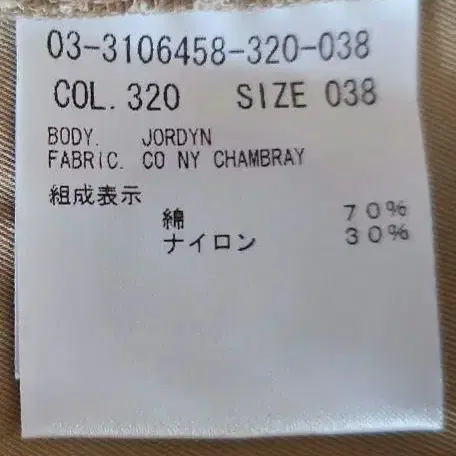 03-3106458-320-038
COL. 320 SIZE 038
BODY. JORDYN
FABRIC. CO NY CHAMBRAY
組成表示
綿 70%
ナイロン 30%